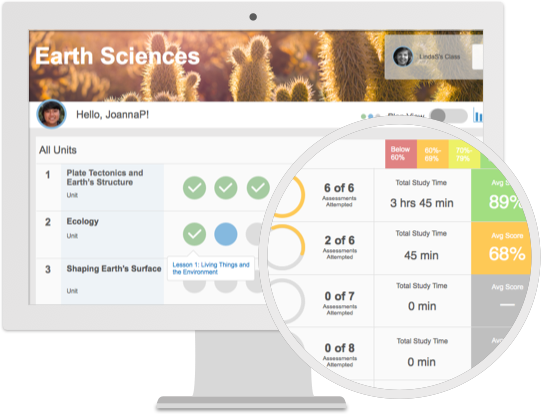 Earth Sciences
LindaS's Class
Hello, JoannaP!
Plan View
All Units
Below 60%
60%-
69%
70%-
79%
1
Plate Tectonics and
Earth's Structure
Unit
6 of 6
Assessments
Attempted
Total Study Time
3 hrs 45 min
Avg Score
89%
2
Ecology
Unit
2 of 6
Assessments
Attempted
Total Study Time
45 min
Avg Score
68%
Lesson 1: Living Things and
the Environment
3
Shaping Earth's Surface
Unit
0 of 7
Assessments
Attempted
Total Study Time
0 min
Avg Score
—
0 of 8
Assessments
Attempted
Total Study Time
0 min
Avg Score